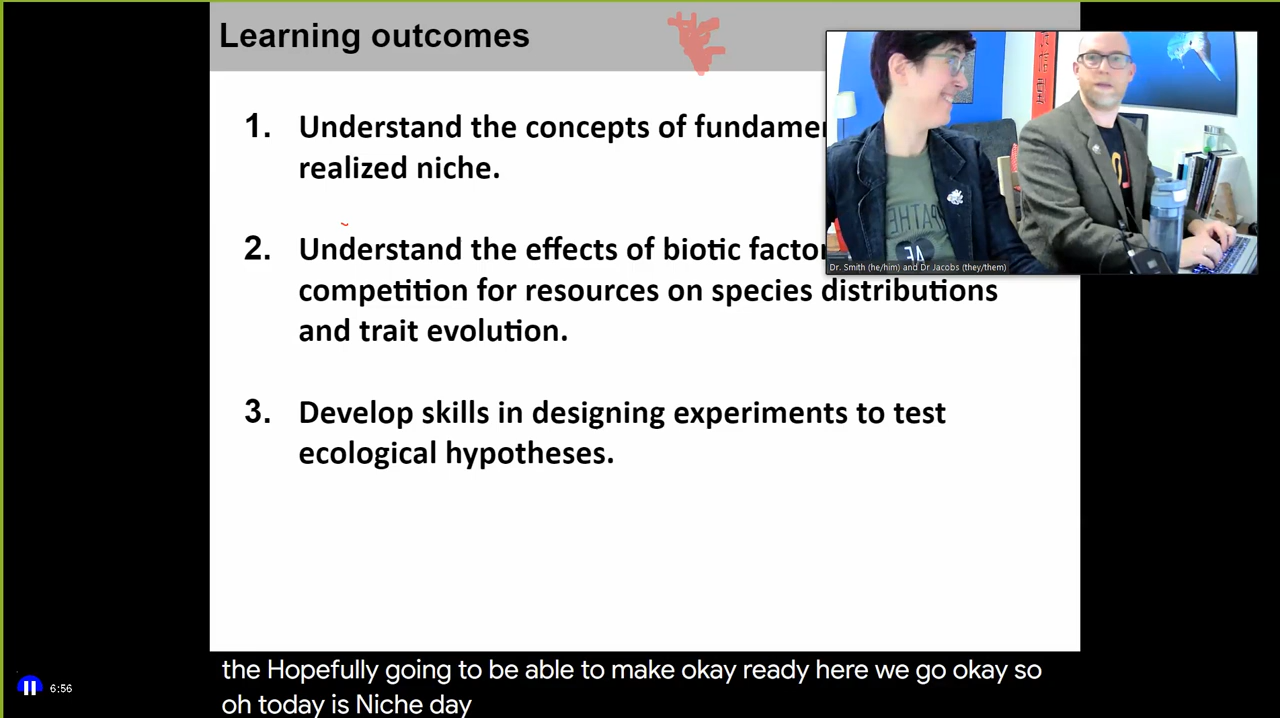 Learning outcomes
1. Understand the concepts of
realized niche.
2. Understand the effects of biotic
competition for resources on species distributions
and trait evolution.
3. Develop skills in designing experiments to test
ecological hypotheses.
Dr. Smith (he/him) and Dr Jacobs (they/them)
the Hopefully going to be able to make okay ready here we go okay so
oh today is Niche day
6:56